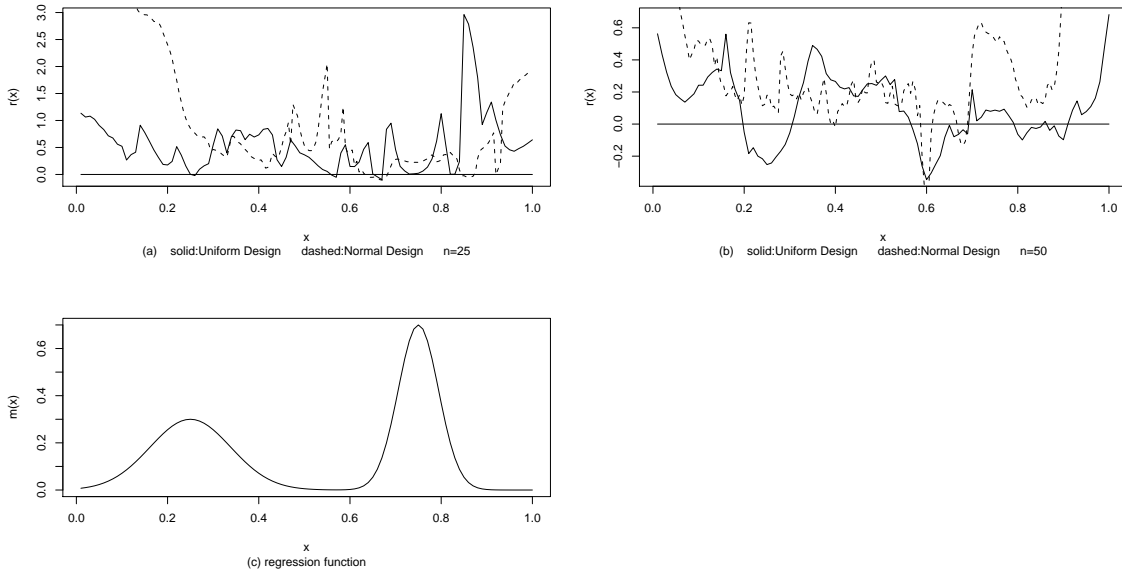 3.0
2.5
2.0
1.5
1.0
0.5
0.0
r(x)
0.0 0.2 0.4 0.6 0.8 1.0
x
(a) solid:Uniform Design dashed:Normal Design n=25
0.6
0.4
0.2
0.0
−0.2
r(x)
0.0 0.2 0.4 0.6 0.8 1.0
x
(b) solid:Uniform Design dashed:Normal Design n=50
0.6
0.4
0.2
0.0
m(x)
0.0 0.2 0.4 0.6 0.8 1.0
x
(c) regression function